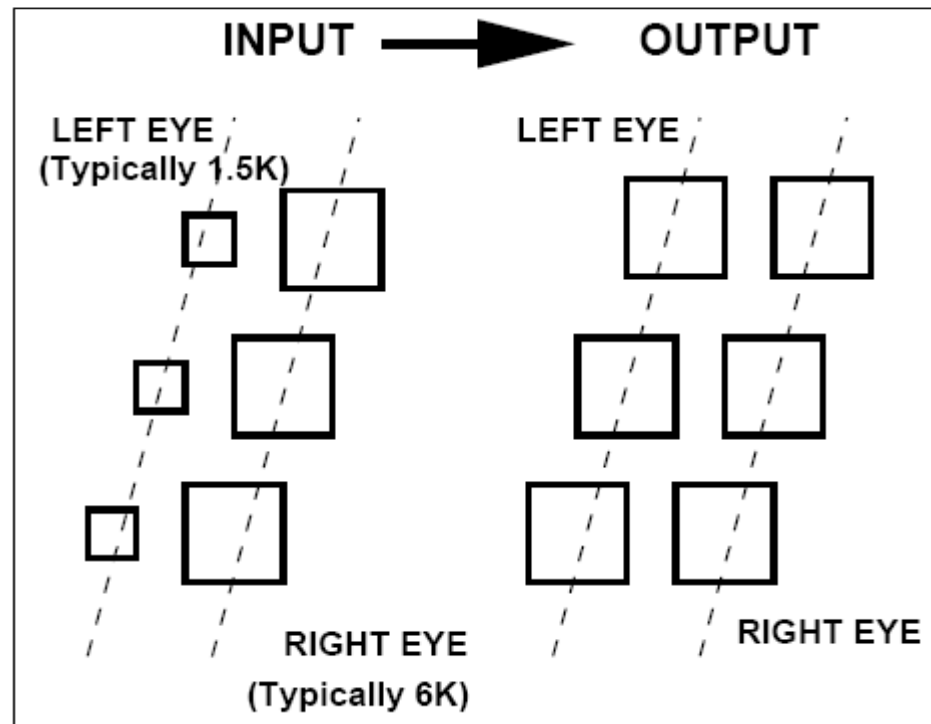 INPUT OUTPUT
LEFT EYE
(Typically 1.5K)
LEFT EYE
RIGHT EYE
(Typically 6K)
RIGHT EYE